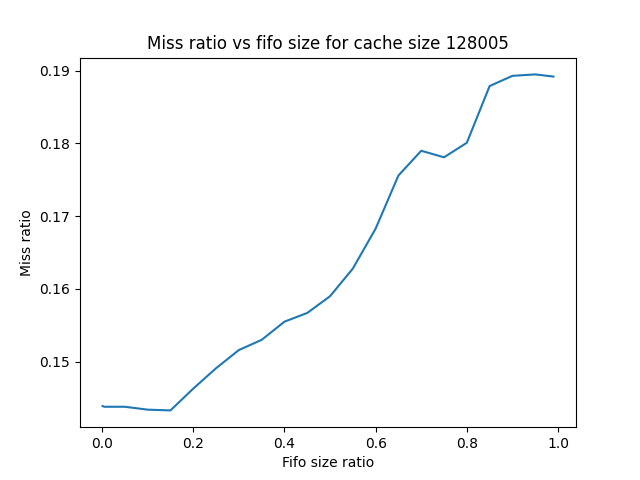 Miss ratio vs fifo size for cache size 128005
0.19
0.18
0.17
0.16
0.15
Miss ratio
0.0 0.2 0.4 0.6 0.8 1.0
Fifo size ratio